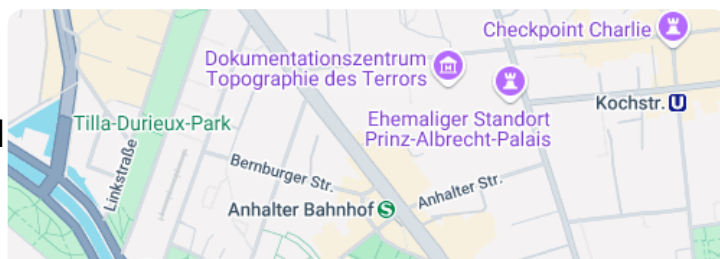 Checkpoint Charlie
Dokumentationszentrum
Topographie des Terrors
Kochstr. U
Ehemaliger Standort
Prinz-Albrecht-Palais
Tilla-Durieux-Park
Linkstraße
Bernburger Str.
Anhalter Str.
Anhalter Bahnhof S